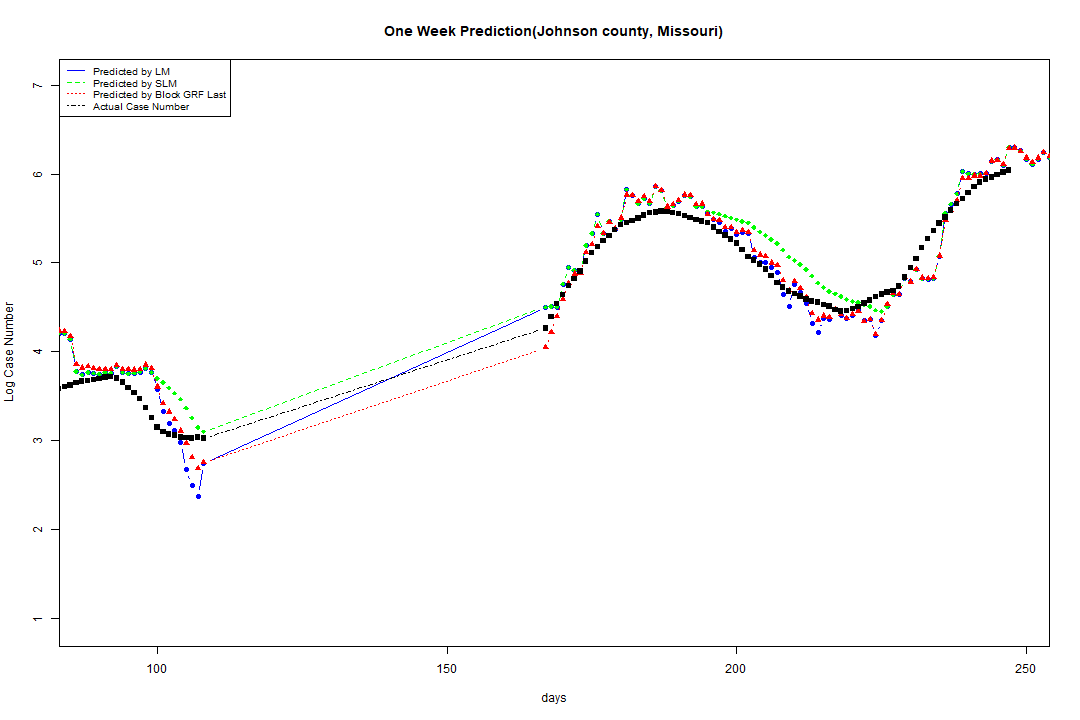 One Week Prediction(Johnson county, Missouri)
Predicted by LM
Predicted by SLM
Predicted by Block GRF Last
Actual Case Number
7
6
5
4
3
2
1
Log Case Number
100
150
200
250
days